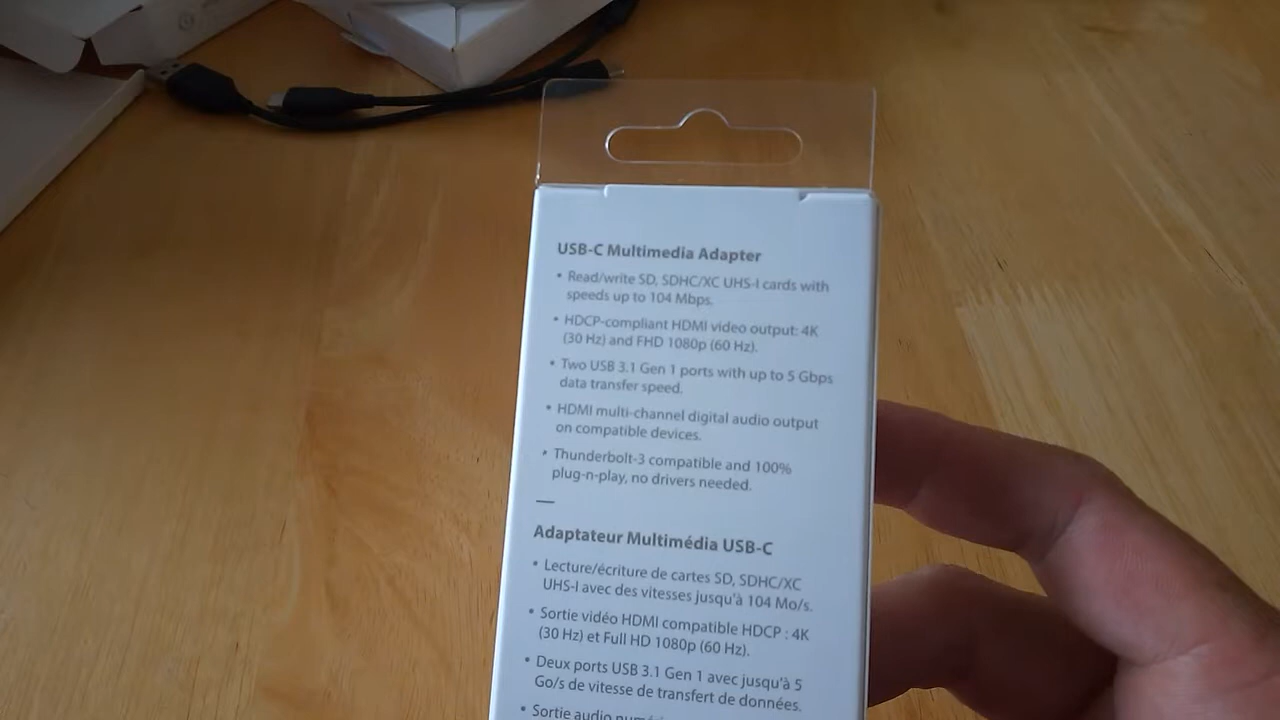 USB-C Multimedia Adapter
• Read/write SD, SDHC/XC UHS-I cards with
speeds up to 104 Mbps.
• HDCP-compliant HDMI video output: 4K
(30 Hz) and FHD 1080p (60 Hz).
• Two USB 3.1 Gen 1 ports with up to 5 Gbps
data transfer speed.
• HDMI multi-channel digital audio output
on compatible devices.
• Thunderbolt-3 compatible and 100%
plug-n-play, no drivers needed.
—
Adaptateur Multimédia USB-C
• Lecture/écriture de cartes SD, SDHC/XC
UHS-I avec des vitesses jusqu'à 104 Mo/s.
• Sortie vidéo HDMI compatible HDCP : 4K
(30 Hz) et Full HD 1080p (60 Hz).
• Deux ports USB 3.1 Gen 1 avec jusqu'à 5
Go/s de vitesse de transfert de données.
• Sortie audio